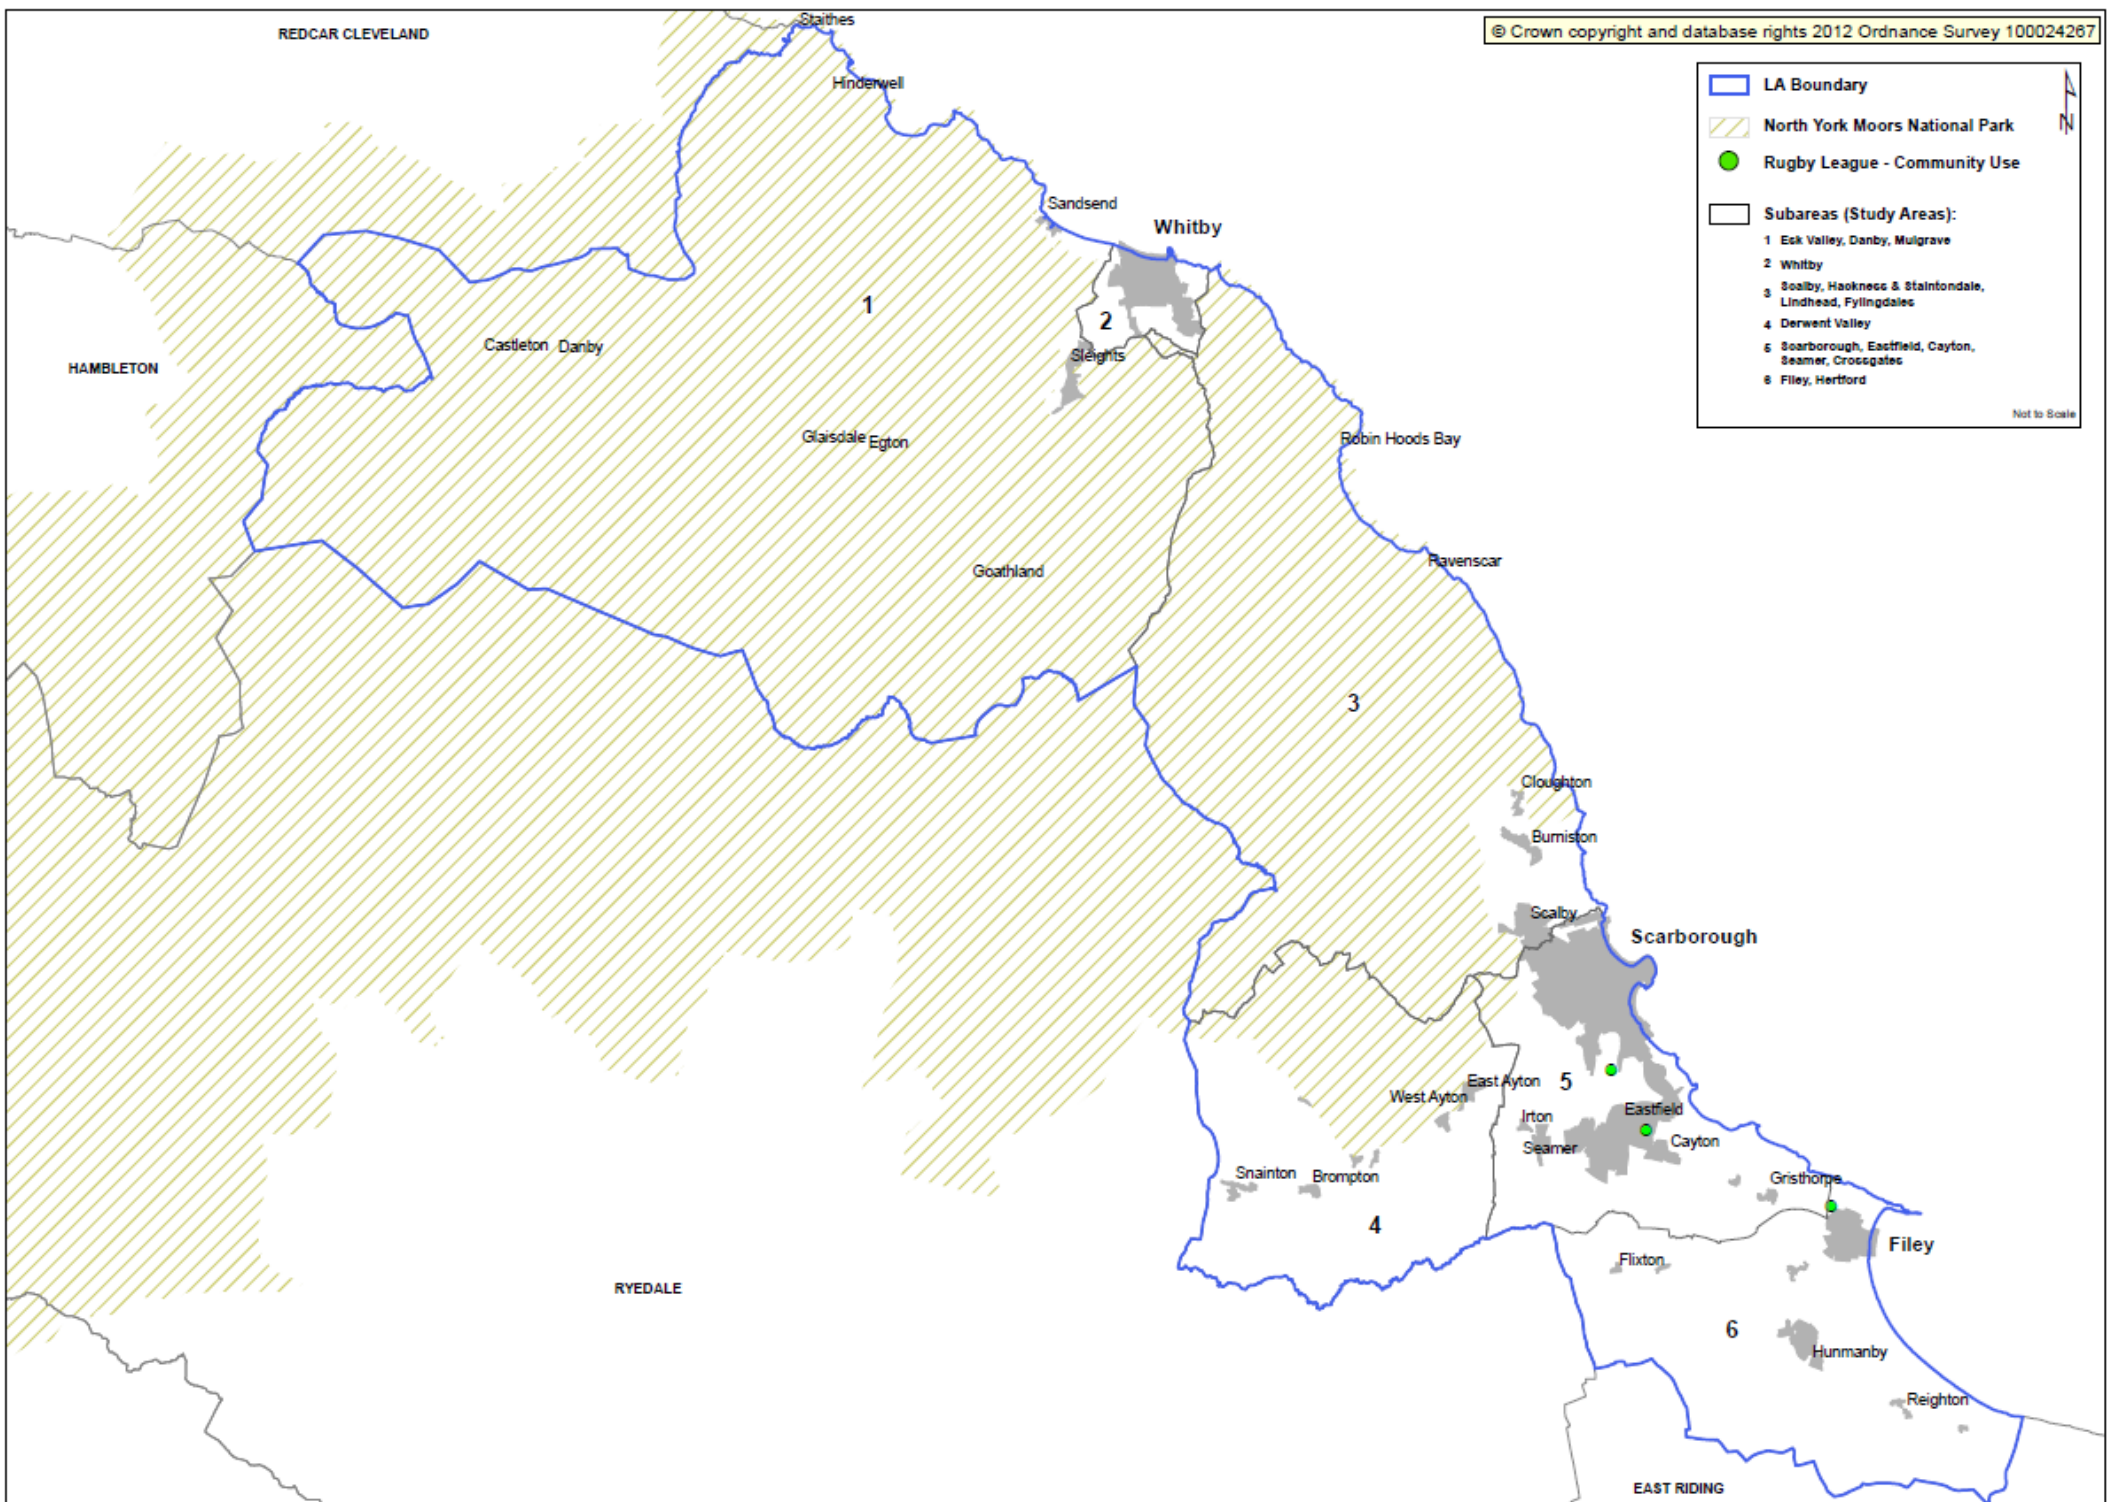 Staithes
REDCAR CLEVELAND
© Crown copyright and database rights 2012 Ordnance Survey 100024267
Hinderwell
LA Boundary
North York Moors National Park
N
Rugby League - Community Use
Subareas (Study Areas):
1 Esk Valley, Danby, Mulgrave
2 Whitby
3 Scalby, Hackness & Staintondale,
Lindhead, Fylingdales
4 Derwent Valley
5 Scarborough, Eastfield, Cayton,
Seamer, Crossgates
6 Filey, Hertford
Not to Scale
Sandsend
Whitby
1
2
Castleton Danby
Sleights
HAMBLETON
Glaisdale Egton
Robin Hoods Bay
Ravenscar
Goathland
3
Cloughton
Burniston
Scalby
Scarborough
East Ayton
5
West Ayton
Eastfield
Irton
Cayton
Seamer
Snainton
Brompton
Gristhorpe
4
Filey
Flixton
RYEDALE
6
Hunmanby
Reighton
EAST RIDING